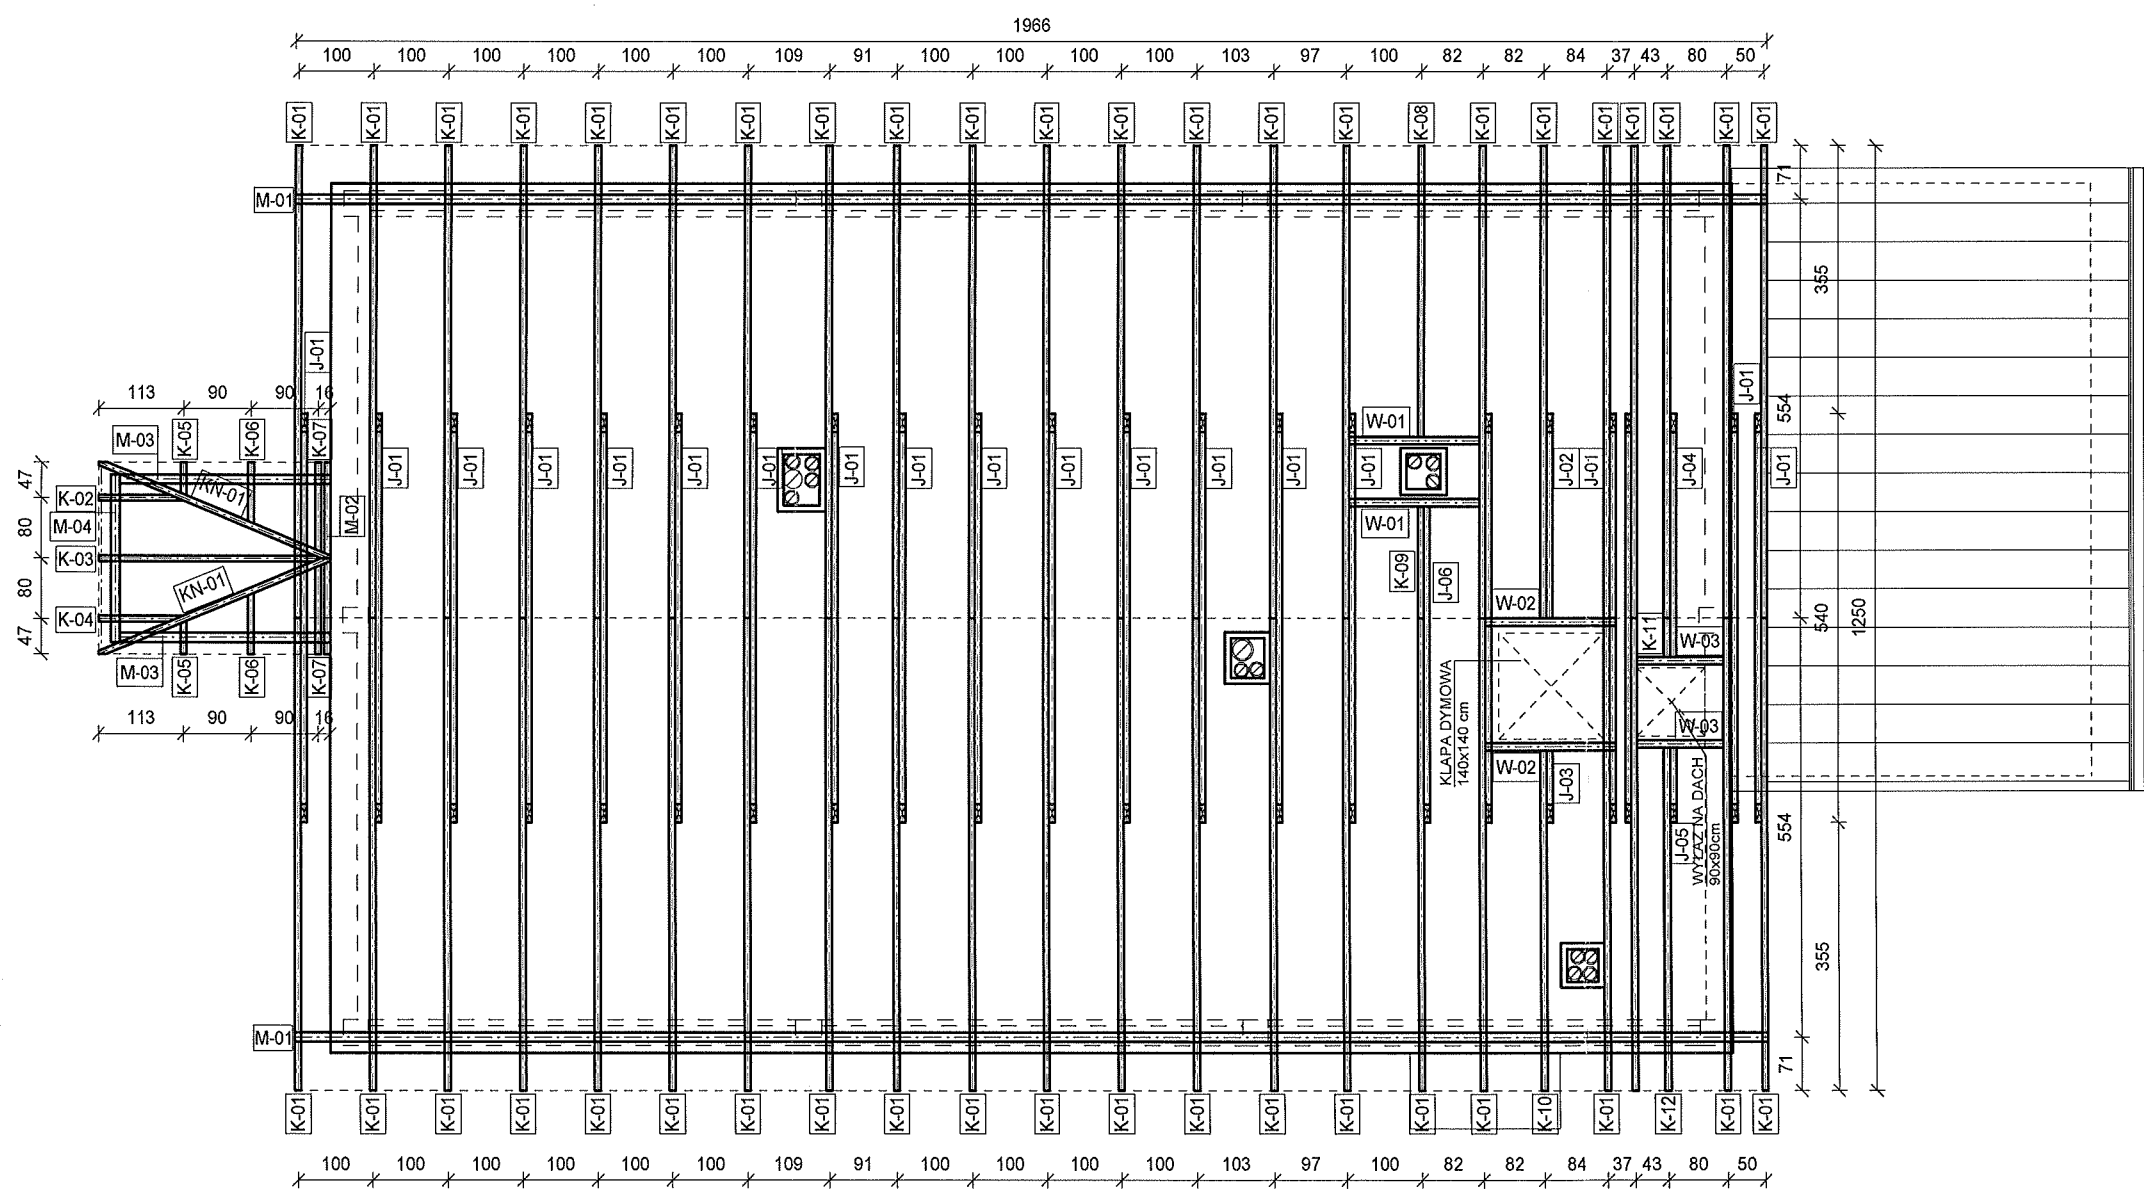 1966
100 100 100 100 100 100 109 91 100 100 100 100 103 97 100 82 82 84 37 43 80 50
K-01 K-01 K-01 K-01 K-01 K-01 K-01 K-01 K-01 K-01 K-01 K-01 K-01 K-01 K-01 K-08 K-01 K-01 K-01 K-01 K-01 K-01 K-01
71
M-01
355
J-01
J-01
113 90 90 16
554
M-03 K-05 K-06 K-07
W-01
47
KN-01
J-01 J-01 J-01 J-01 J-01 J-01 J-01 J-01 J-01 J-01 J-01 J-01 J-01 J-01 J-02 J-01 J-04 J-01
K-02
M-02
M-04
W-01
80
K-03
K-09
J-06
80
KN-01
W-02
K-04
540
1250
47
K-11
W-03
M-03 K-05 K-06 K-07
KLAPA DYMOWA
140x140 cm
113 90 90 16
W-03
W-02
J-03
WYŁAZ NA DACH
90x90cm
J-05
554
355
M-01
71
K-01 K-01 K-01 K-01 K-01 K-01 K-01 K-01 K-01 K-01 K-01 K-01 K-01 K-01 K-01 K-01 K-01 K-10 K-01 K-12 K-01 K-01
100 100 100 100 100 100 109 91 100 100 100 100 103 97 100 82 82 84 37 43 80 50